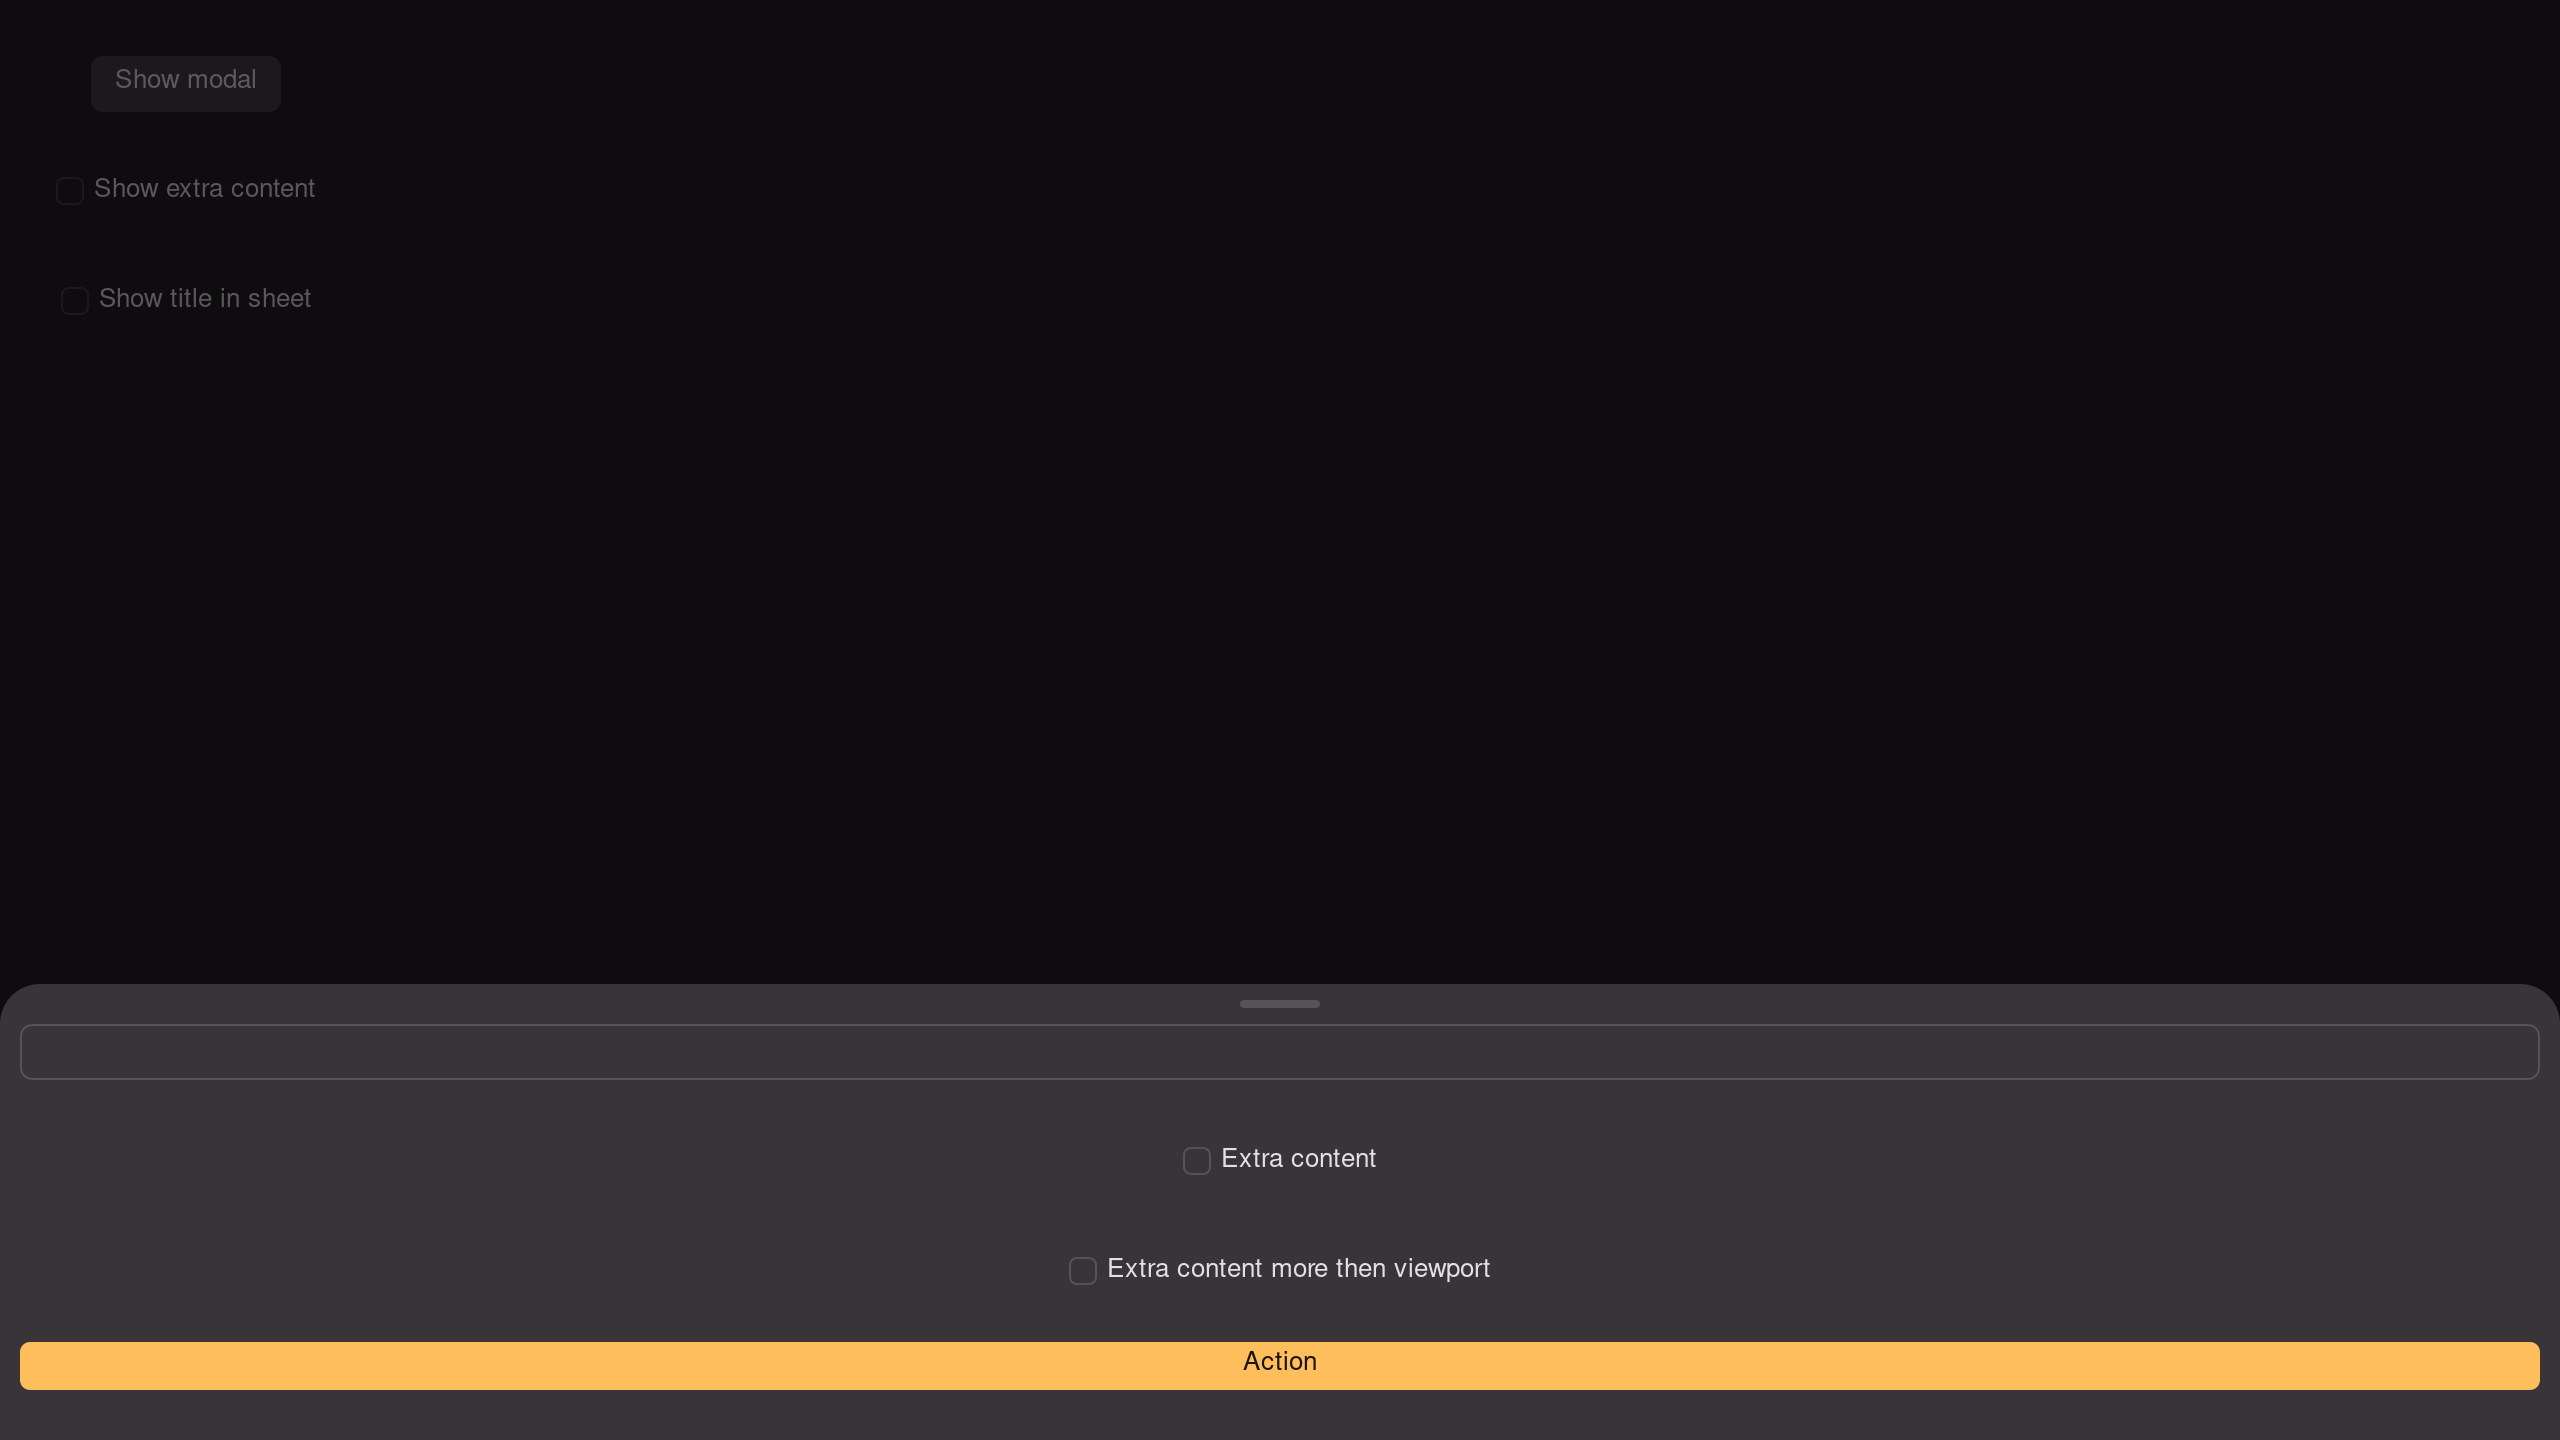 Show modal
Show extra content
Show title in sheet
Extra content
Extra content more then viewport
Action